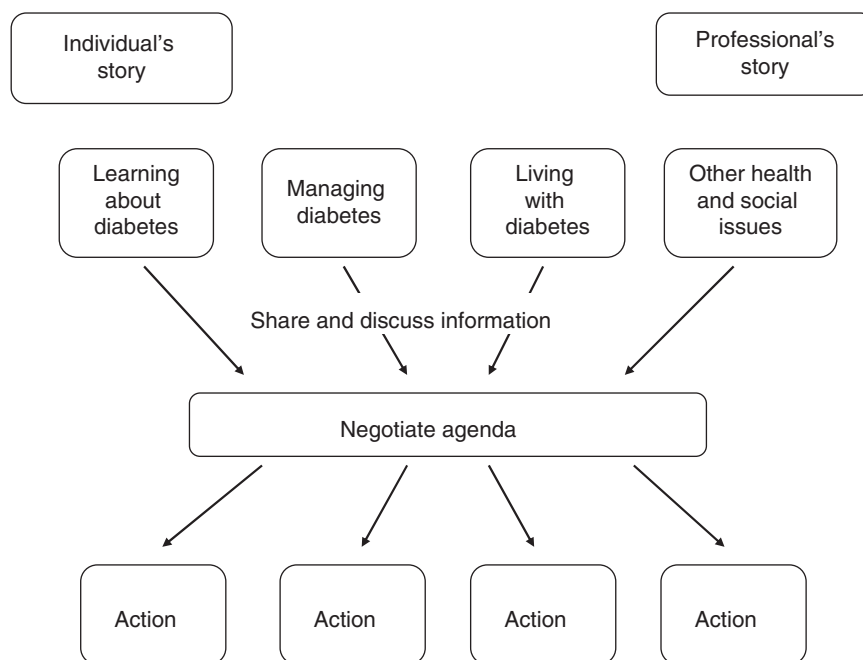 Individual’s
story
Professional’s
story
Learning
about
diabetes
Managing
diabetes
Living
with
diabetes
Other health
and social
issues
Share and discuss information
Negotiate agenda
Action
Action
Action
Action